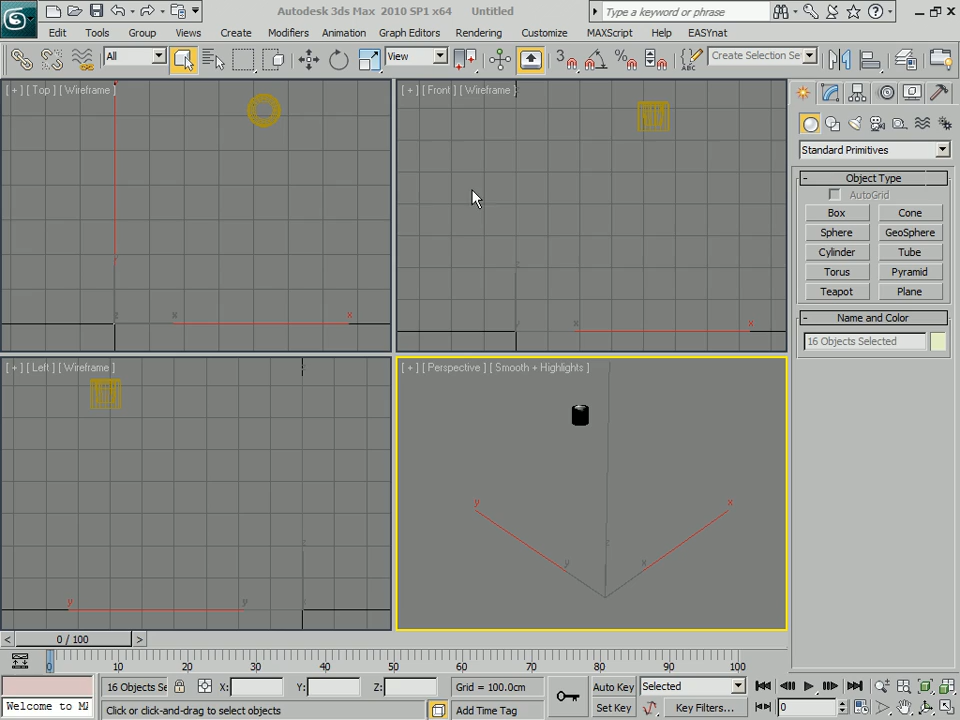 Autodesk 3ds Max 2010 SP1 x64 Untitled
Type a keyword or phrase
Edit Tools Group Views Create Modifiers Animation Graph Editors Rendering Customize MAXScript Help EASYnat
All
View
Create Selection Se
[ + ] [ Top ] [ Wireframe ]
[ + ] [ Front ] [ Wireframe ]
Standard Primitives
- Object Type
AutoGrid
Box Cone
Sphere GeoSphere
Cylinder Tube
Torus Pyramid
Teapot Plane
- Name and Color
16 Objects Selected
z x x
x x
[ + ] [ Left ] [ Wireframe ]
[ + ] [ Perspective ] [ Smooth + Highlights ]
y x
y x
y y
< 0 / 100 >
0 10 20 30 40 50 60 70 80 90 100
16 Objects Se X: Y: Z: Grid = 100.0cm Auto Key Selected
Welcome to MA Click or click-and-drag to select objects Add Time Tag Set Key Key Filters... 0